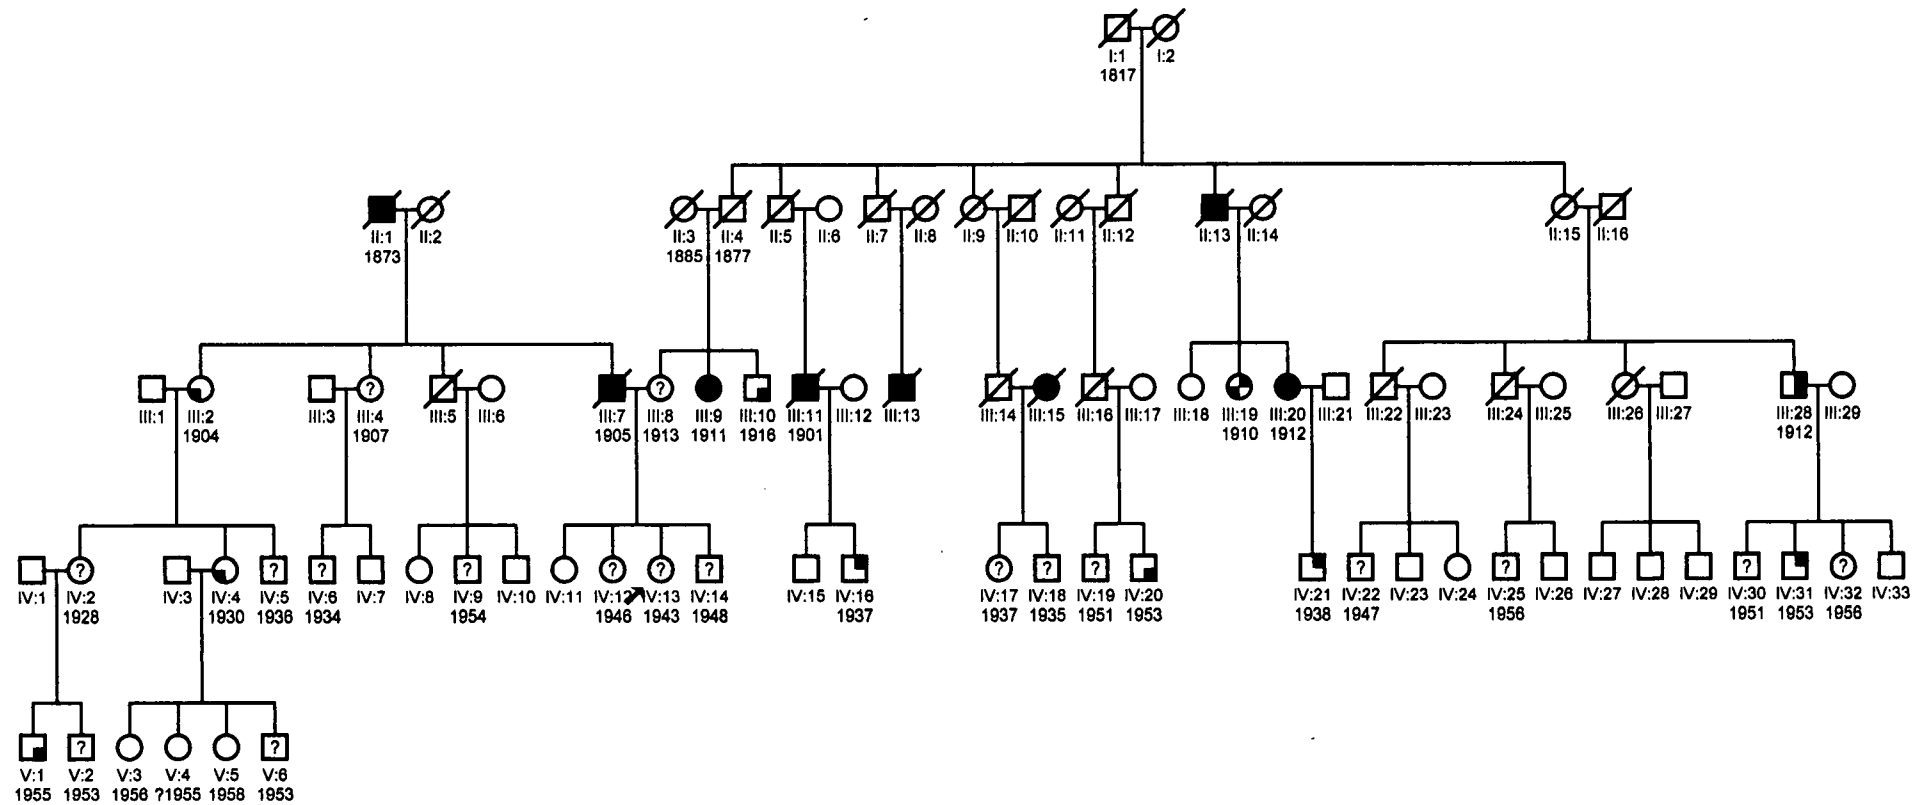 I:1 I:2
1817
II:1 II:2 II:3 II:4 II:5 II:6 II:7 II:8 II:9 II:10 II:11 II:12 II:13 II:14 II:15 II:16
1873 1885 1877
? ?
III:1 III:2 III:3 III:4 III:5 III:6 III:7 III:8 III:9 III:10 III:11 III:12 III:13 III:14 III:15 III:16 III:17 III:18 III:19 III:20 III:21 III:22 III:23 III:24 III:25 III:26 III:27 III:28 III:29
1904 1907 1905 1913 1911 1916 1901 1910 1912 1912
? ? ? ? ? ? ? ? ? ? ? ? ? ?
IV:1 IV:2 IV:3 IV:4 IV:5 IV:6 IV:7 IV:8 IV:9 IV:10 IV:11 IV:12 IV:13 IV:14 IV:15 IV:16 IV:17 IV:18 IV:19 IV:20 IV:21 IV:22 IV:23 IV:24 IV:25 IV:26 IV:27 IV:28 IV:29 IV:30 IV:31 IV:32 IV:33
1928 1930 1936 1934 1954 1946 1943 1948 1937 1937 1935 1951 1953 1938 1947 1956 1951 1953 1956
? ?
V:1 V:2 V:3 V:4 V:5 V:6
1955 1953 1956 ?1955 1958 1953